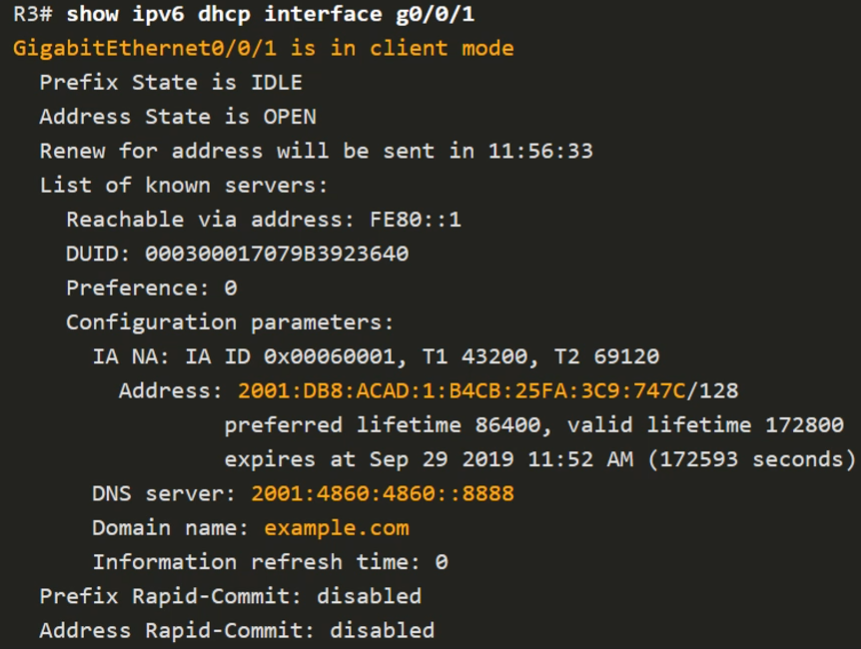 R3# show ipv6 dhcp interface g0/0/1
GigabitEthernet0/0/1 is in client mode
Prefix State is IDLE
Address State is OPEN
Renew for address will be sent in 11:56:33
List of known servers:
Reachable via address: FE80::1
DUID: 000300017079B3923640
Preference: 0
Configuration parameters:
IA NA: IA ID 0x00060001, T1 43200, T2 69120
Address: 2001:DB8:ACAD:1:B4CB:25FA:3C9:747C/128
preferred lifetime 86400, valid lifetime 172800
expires at Sep 29 2019 11:52 AM (172593 seconds)
DNS server: 2001:4860:4860::8888
Domain name: example.com
Information refresh time: 0
Prefix Rapid-Commit: disabled
Address Rapid-Commit: disabled